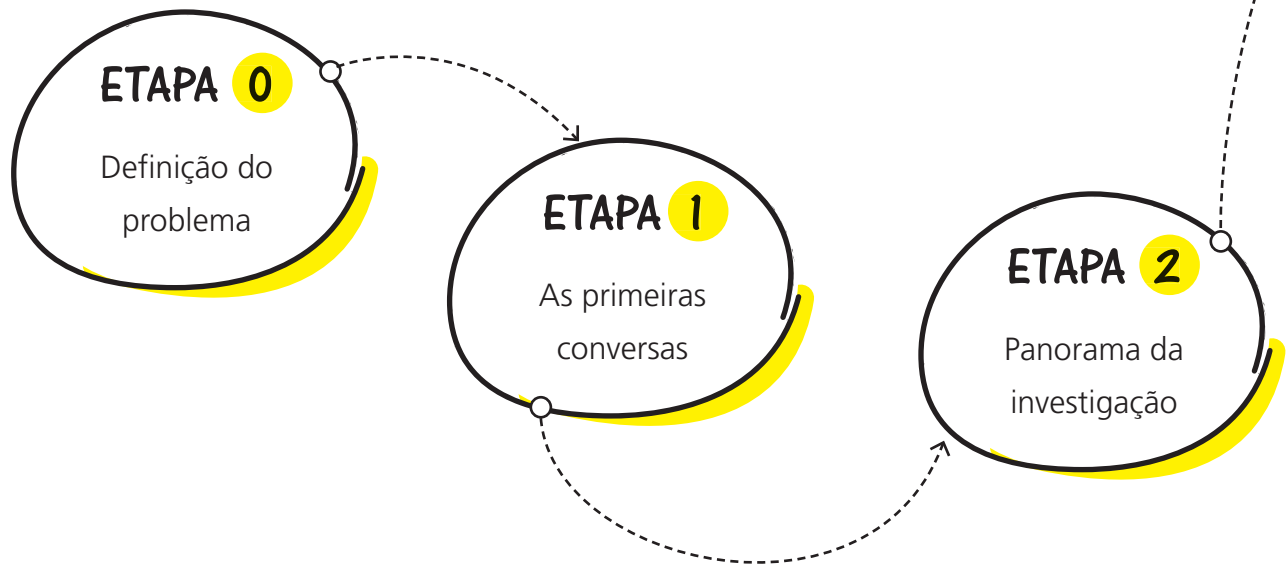 ETAPA 0
Definição do
problema
ETAPA 1
As primeiras
conversas
ETAPA 2
Panorama da
investigação